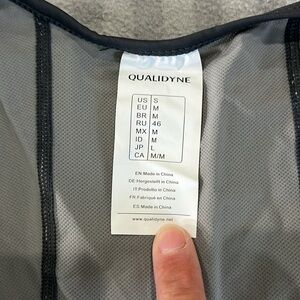 QUALIDYNE
US S
EU M
BR M
RU 46
MX M
ID M
JP L
CA M/M
EN Made in China
DE Hergestellt in China
IT Prodotto in China
FR Fabriqué en China
ES Made in China
www.qualidyne.net